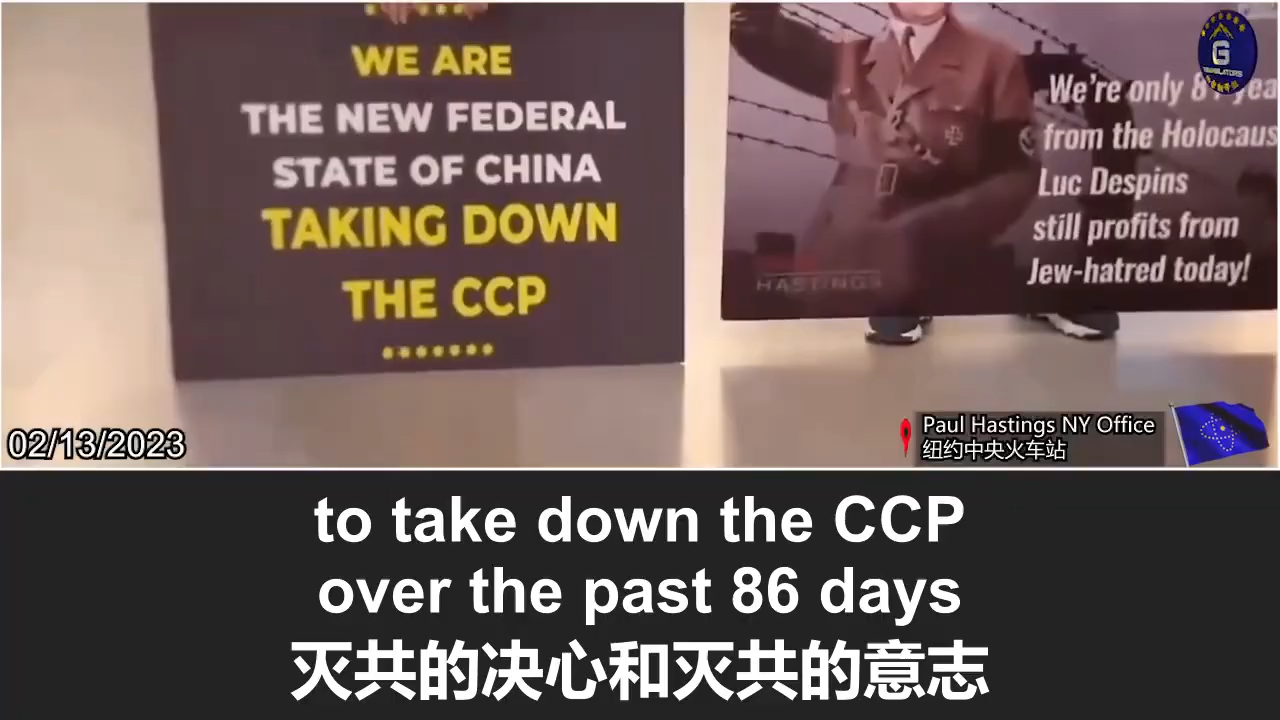 WE ARE
THE NEW FEDERAL
STATE OF CHINA
TAKING DOWN
THE CCP
We're only
from the Holocaus
Luc Despins
still profits from
Jew-hatred today!
HASTINGS
G
TRANSLATORS
02/13/2023
Paul Hastings NY Office
纽约中央火车站
to take down the CCP
over the past 86 days
灭共的决心和灭共的意志